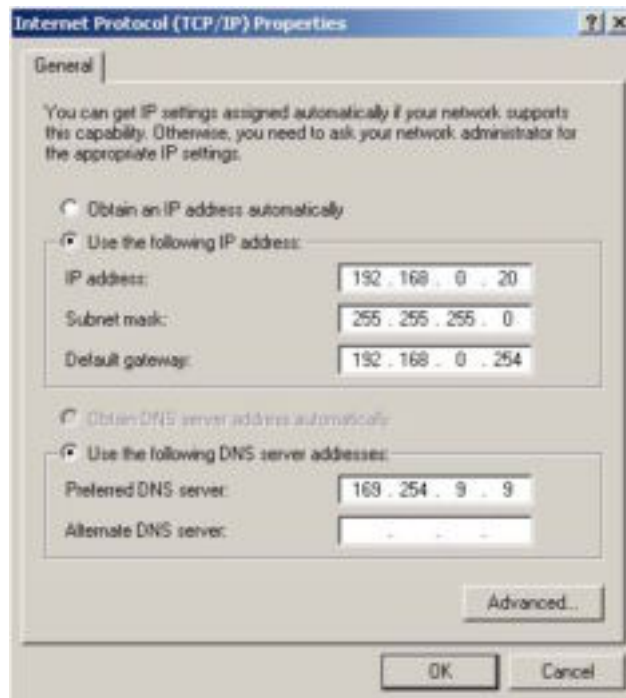 Internet Protocol (TCP/IP) Properties
General
You can get IP settings assigned automatically if your network supports
this capability. Otherwise, you need to ask your network administrator for
the appropriate IP settings.
Obtain an IP address automatically
Use the following IP address:
IP address: 192 . 168 . 0 . 20
Subnet mask: 255 . 255 . 255 . 0
Default gateway: 192 . 168 . 0 . 254
Obtain DNS server address automatically
Use the following DNS server addresses:
Preferred DNS server: 169 . 254 . 9 . 9
Alternate DNS server: . . .
Advanced...
OK Cancel